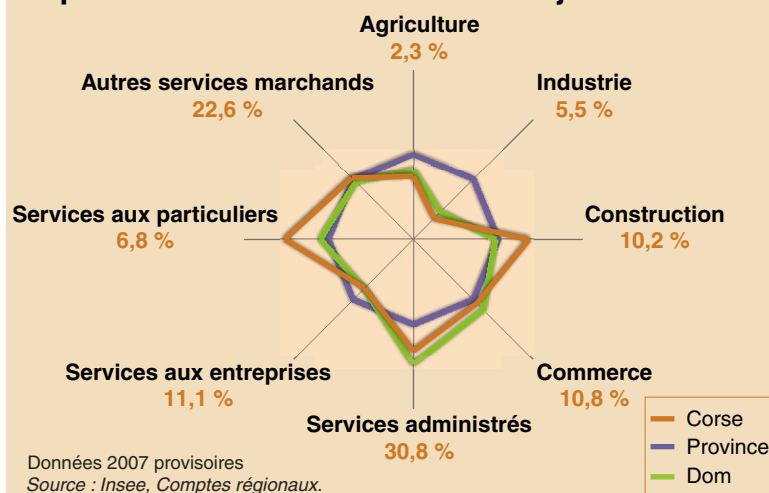 Agriculture
2,3 %
Autres services marchands
22,6 %
Industrie
5,5 %
Services aux particuliers
6,8 %
Construction
10,2 %
Services aux entreprises
11,1 %
Commerce
10,8 %
Services administrés
30,8 %
Corse
Province
Dom
Données 2007 provisoires
Source : Insee, Comptes régionaux.